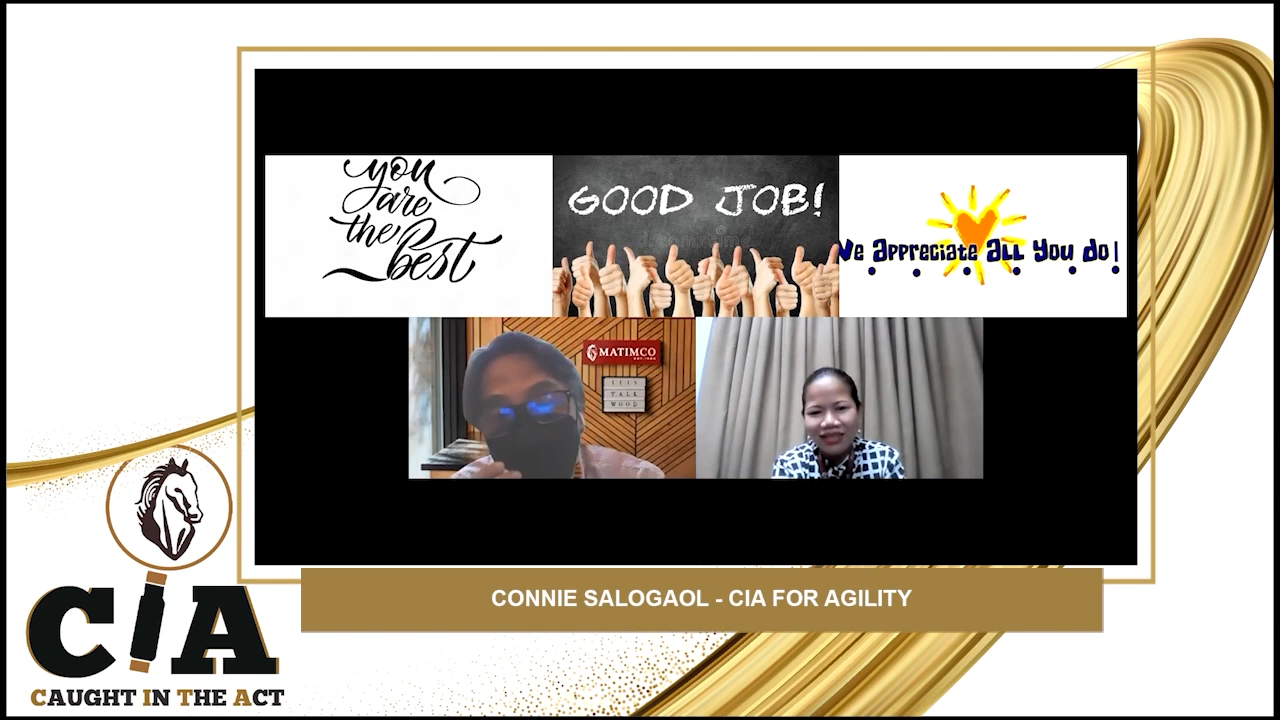 you
are
the
best
GOOD JOB!
We Appreciate ALL You do!
MATIMCO
LETS
TALK
WOOD
CONNIE SALOGAOL - CIA FOR AGILITY
CIA
CAUGHT IN THE ACT